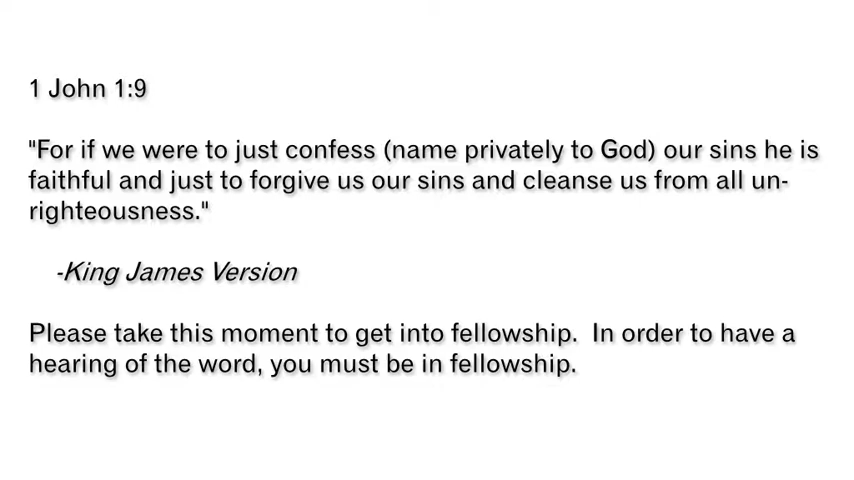 1 John 1:9
"For if we were to just confess (name privately to God) our sins he is
faithful and just to forgive us our sins and cleanse us from all un-
righteousness."
-King James Version
Please take this moment to get into fellowship.  In order to have a
hearing of the word, you must be in fellowship.